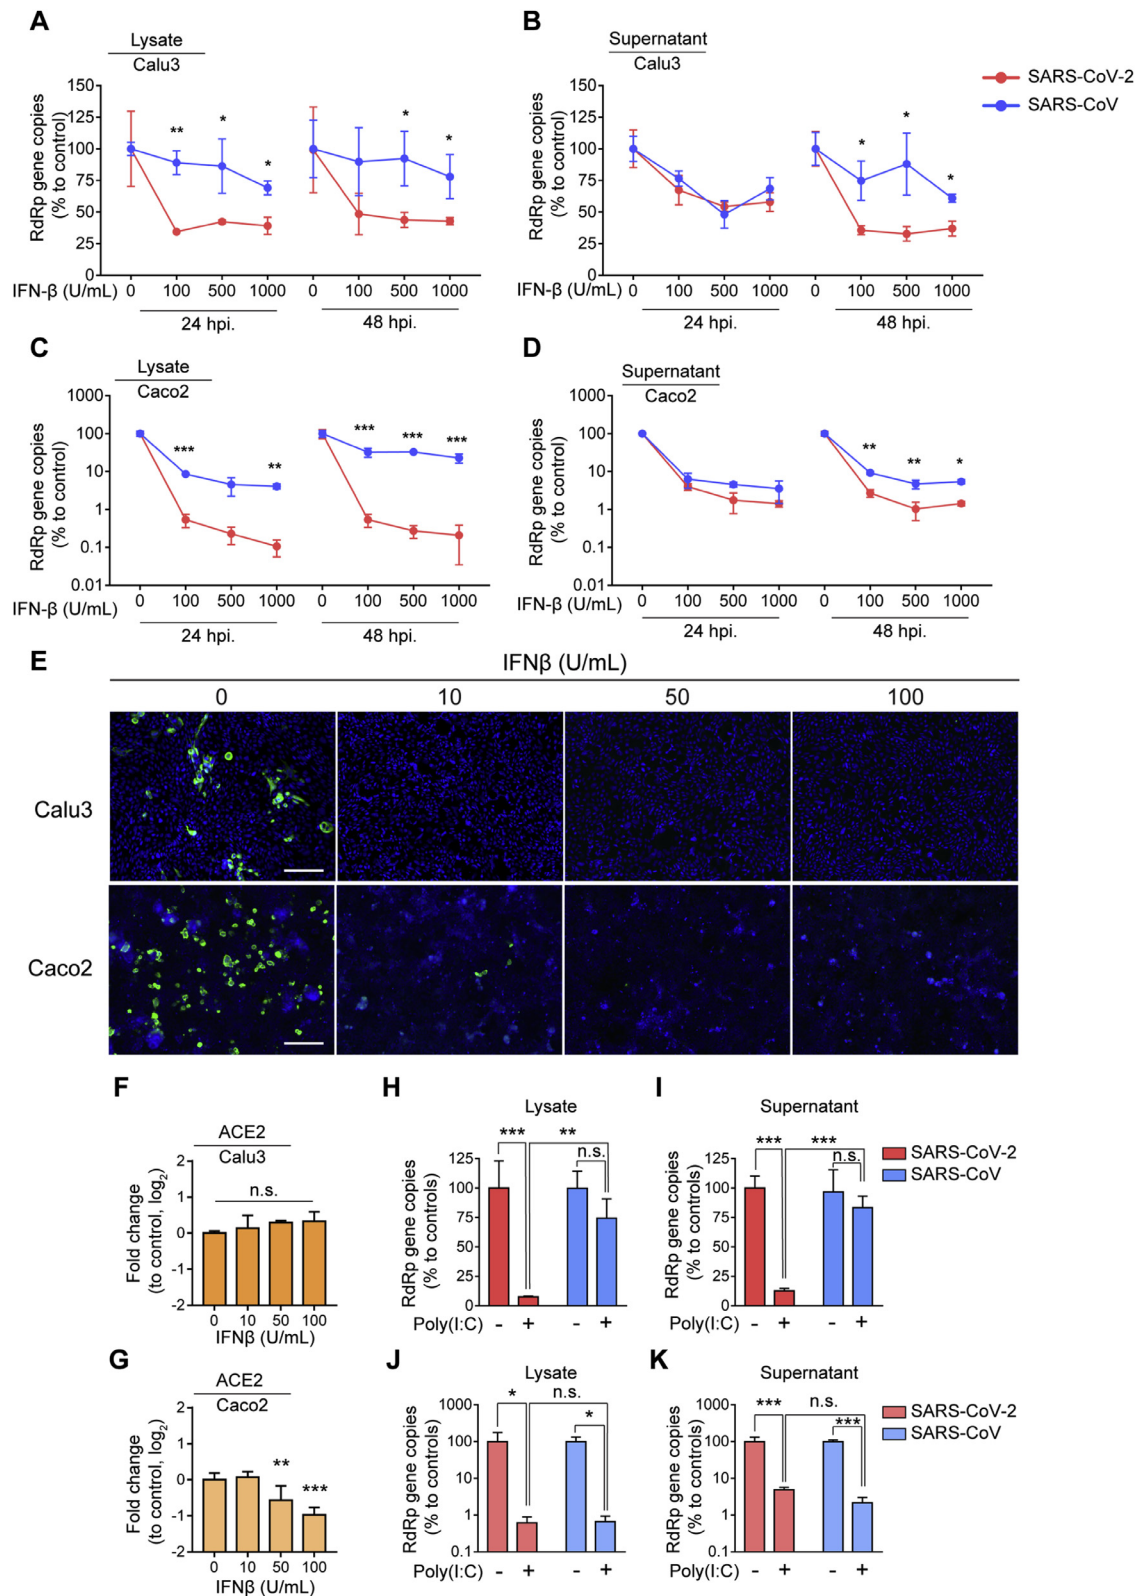 A
Lysate
Calu3
RdRp gene copies
(% to control)
150
125
100
75
50
25
0
** * * * *
0 100 500 1000 0 100 500 1000
IFN-β (U/mL)
24 hpi. 48 hpi.
B
Supernatant
Calu3
RdRp gene copies
(% to control)
150
125
100
75
50
25
0
* * *
0 100 500 1000 0 100 500 1000
IFN-β (U/mL)
24 hpi. 48 hpi.
SARS-CoV-2
SARS-CoV
C
Lysate
Caco2
RdRp gene copies
(% to control)
1000
100
10
1
0.1
0.01
*** ** *** *** ***
0 100 500 1000 0 100 500 1000
IFN-β (U/mL)
24 hpi. 48 hpi.
D
Supernatant
Caco2
RdRp gene copies
(% to control)
1000
100
10
1
0.1
0.01
** ** *
0 100 500 1000 0 100 500 1000
IFN-β (U/mL)
24 hpi. 48 hpi.
E
IFNβ (U/mL)
0 10 50 100
Calu3
Caco2
F
ACE2
Calu3
Fold change
(to control, log2)
2
1
0
-1
-2
n.s.
0 10 50 100
IFNβ (U/mL)
H
Lysate
RdRp gene copies
(% to controls)
125
100
75
50
25
0
*** ** n.s.
Poly(I:C) - + - +
I
Supernatant
RdRp gene copies
(% to controls)
125
100
75
50
25
0
*** *** n.s.
Poly(I:C) - + - +
SARS-CoV-2
SARS-CoV
G
ACE2
Caco2
Fold change
(to control, log2)
2
1
0
-1
-2
** ***
0 10 50 100
IFNβ (U/mL)
J
Lysate
RdRp gene copies
(% to controls)
1000
100
10
1
0.1
* n.s. *
Poly(I:C) - + - +
K
Supernatant
RdRp gene copies
(% to controls)
1000
100
10
1
0.1
*** n.s. ***
Poly(I:C) - + - +
SARS-CoV-2
SARS-CoV